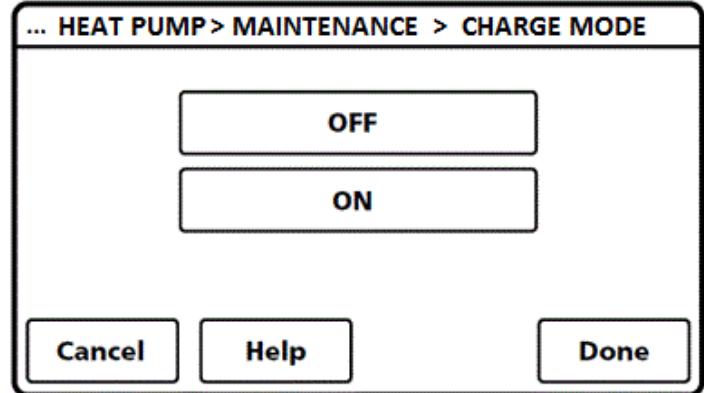 ... HEAT PUMP > MAINTENANCE > CHARGE MODE
OFF
ON
Cancel Help Done